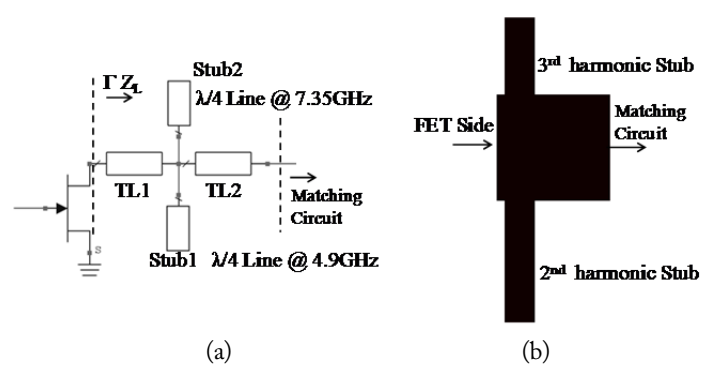 Γ Z_L
Stub2
λ/4 Line @ 7.35GHz
TL1
TL2
Matching
Circuit
S
Stub1 λ/4 Line @ 4.9GHz
(a)
3rd harmonic Stub
FET Side
Matching
Circuit
2nd harmonic Stub
(b)